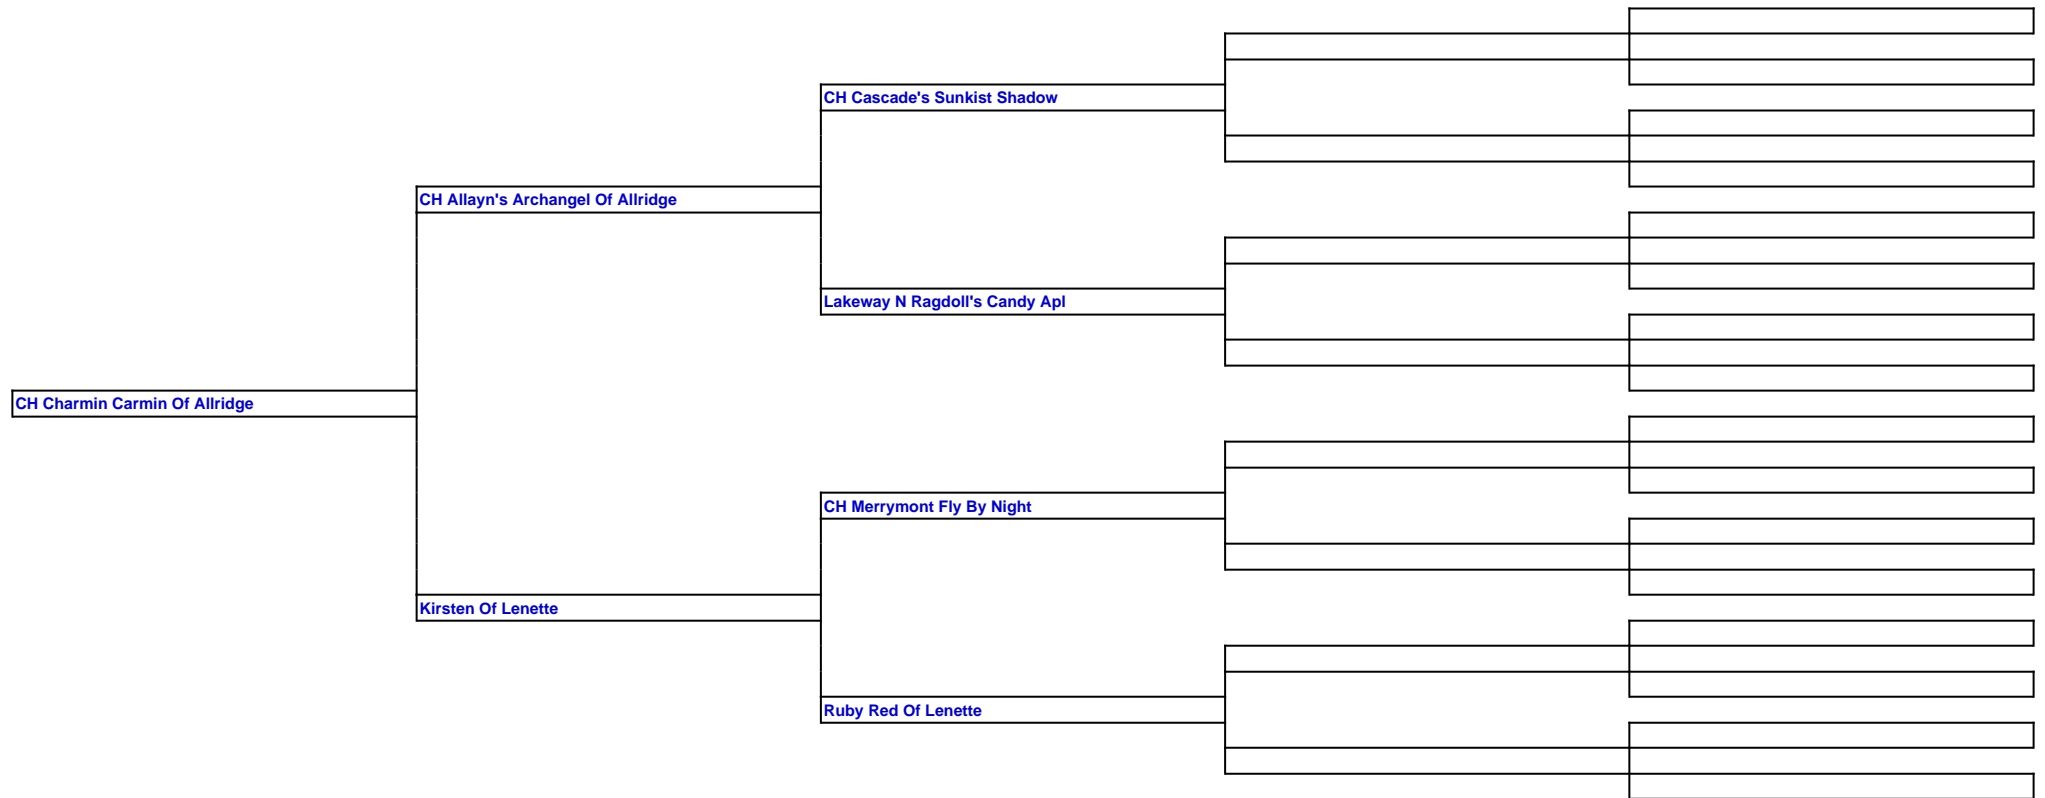 CH Cascade's Sunkist Shadow
CH Allayn's Archangel Of Allridge
Lakeway N Ragdoll's Candy Apl
CH Charmin Carmin Of Allridge
CH Merrymont Fly By Night
Kirsten Of Lenette
Ruby Red Of Lenette